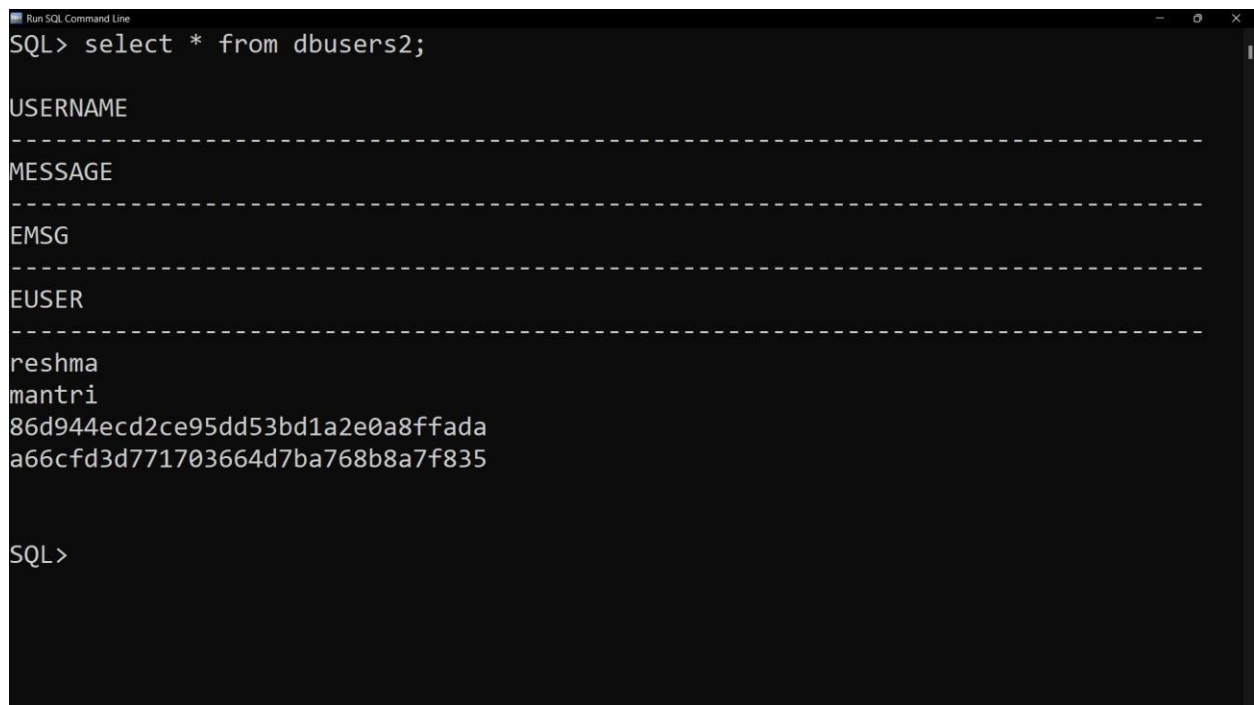 Run SQL Command Line
SQL> select * from dbusers2;
USERNAME
--------------------------------------------------------------------------------
MESSAGE
--------------------------------------------------------------------------------
EMSG
--------------------------------------------------------------------------------
EUSER
--------------------------------------------------------------------------------
reshma
mantri
86d944ecd2ce95dd53bd1a2e0a8ffada
a66cfd3d771703664d7ba768b8a7f835
SQL>